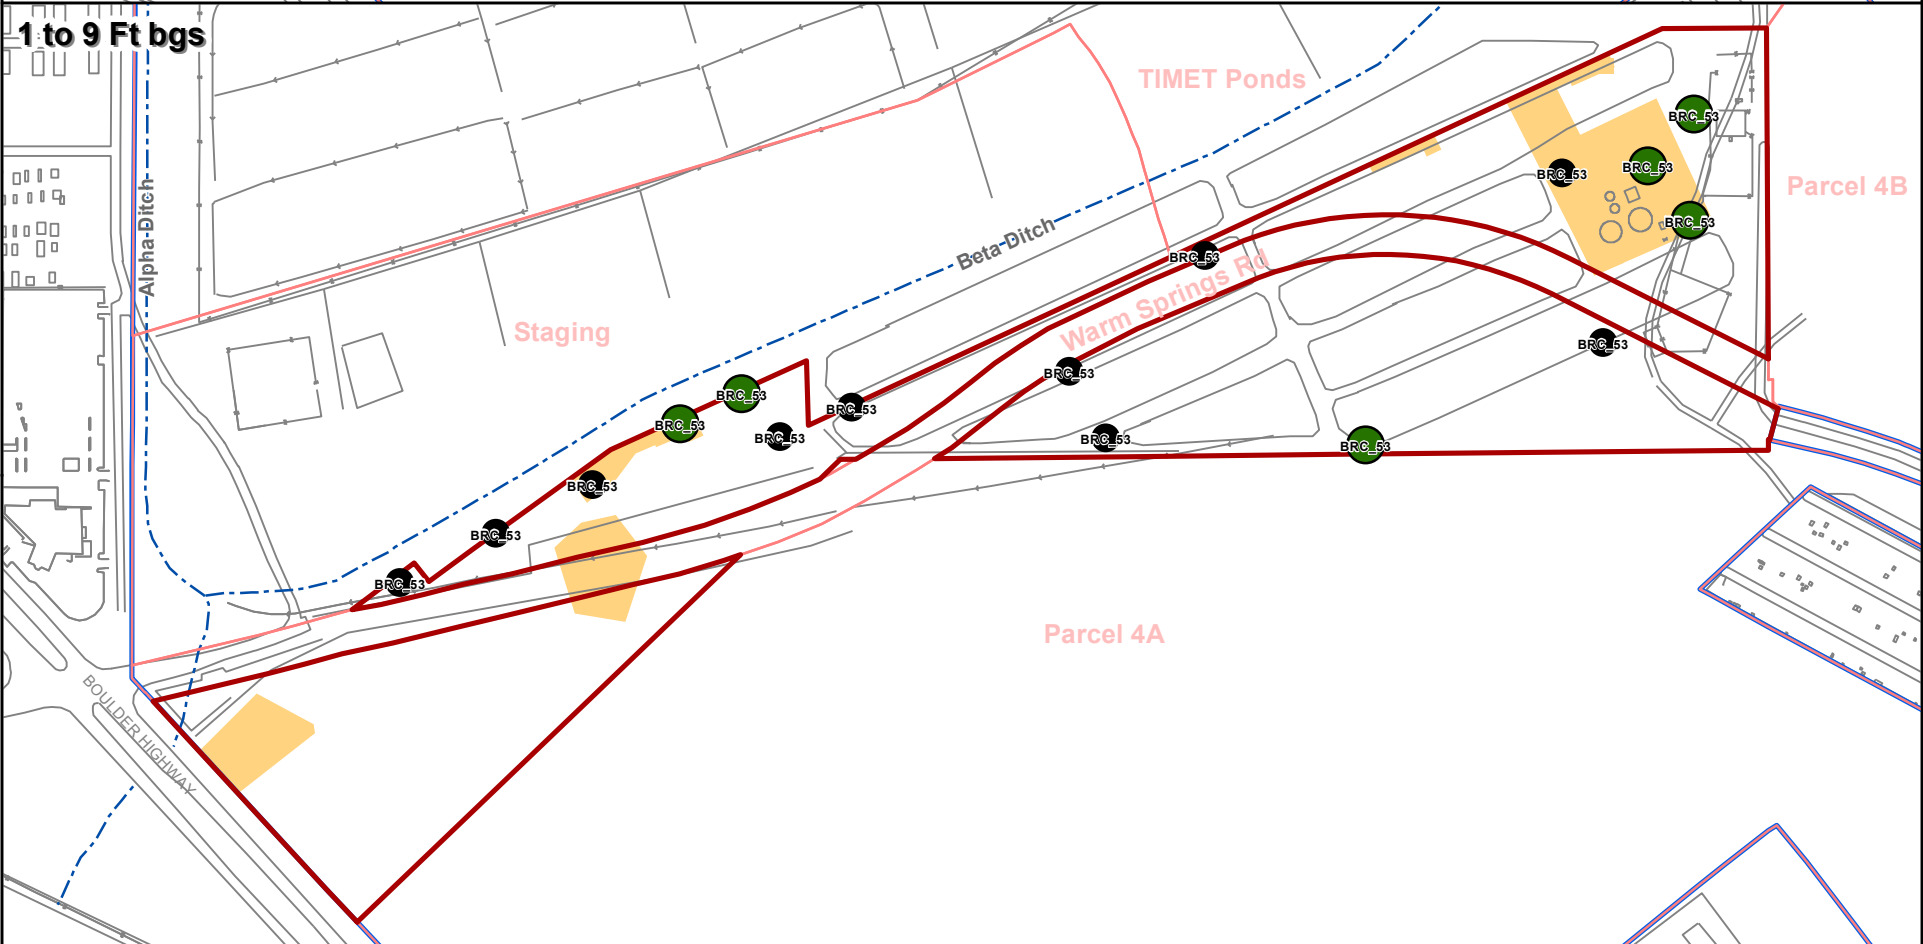 1 to 9 Ft bgs
TIMET Ponds
BRC_53
BRC_53
BRC_53
Parcel 4B
Alpha Ditch
BRC_53
Beta Ditch
BRC_53
Warm Springs Rd
Staging
BRC_53
BRC_53
BRC_53
BRC_53
BRC_53
BRC_53
BRC_53
BRC_53
BRC_53
BRC_53
BRC_53
Parcel 4A
BOULDER HIGHWAY